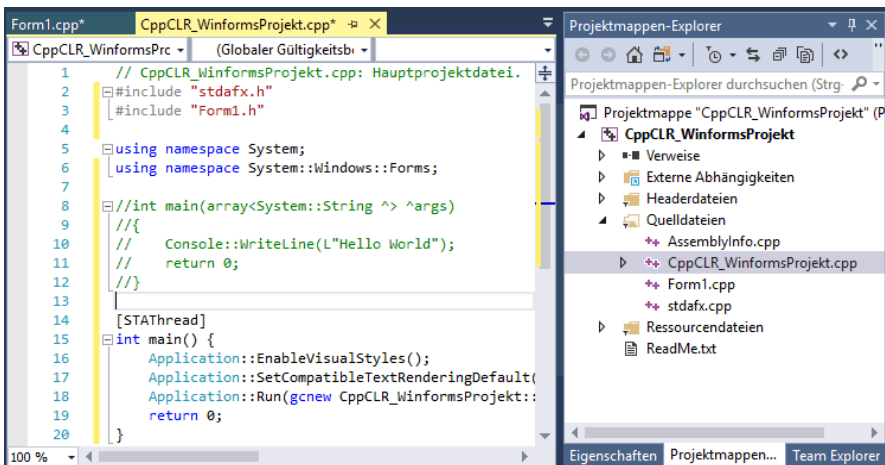 Form1.cpp*
CppCLR_WinformsProjekt.cpp*
CppCLR_WinformsPrc
(Globaler Gültigkeitsb
1 // CppCLR_WinformsProjekt.cpp: Hauptprojektdatei.
2 #include "stdafx.h"
3 #include "Form1.h"
4
5 using namespace System;
6 using namespace System::Windows::Forms;
7
8 //int main(array<System::String ^> ^args)
9 //{
10 //    Console::WriteLine(L"Hello World");
11 //    return 0;
12 //}
13
14 [STAThread]
15 int main() {
16     Application::EnableVisualStyles();
17     Application::SetCompatibleTextRenderingDefault(
18     Application::Run(gcnew CppCLR_WinformsProjekt::
19     return 0;
20 }
100 %
Projektmappen-Explorer
Projektmappen-Explorer durchsuchen (Strg-
Projektmappe "CppCLR_WinformsProjekt" (P
CppCLR_WinformsProjekt
Verweise
Externe Abhängigkeiten
Headerdateien
Quelldateien
AssemblyInfo.cpp
CppCLR_WinformsProjekt.cpp
Form1.cpp
stdafx.cpp
Ressourcendateien
ReadMe.txt
Eigenschaften
Projektmappen...
Team Explorer